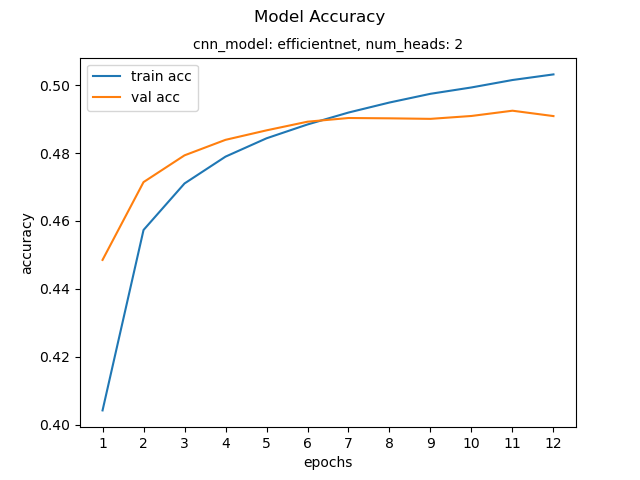 Model Accuracy
cnn_model: efficientnet, num_heads: 2
train acc
val acc
0.50
0.48
0.46
0.44
0.42
0.40
accuracy
1 2 3 4 5 6 7 8 9 10 11 12
epochs